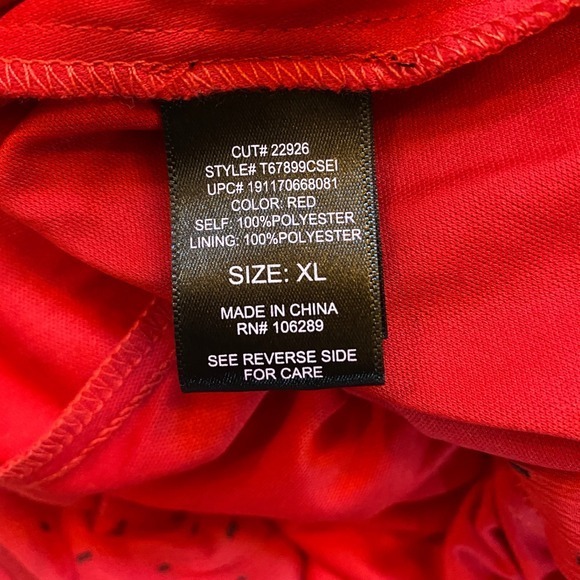 CUT# 22926
STYLE# T67899CSEI
UPC# 191170668081
COLOR: RED
SELF: 100%POLYESTER
LINING: 100%POLYESTER
SIZE: XL
MADE IN CHINA
RN# 106289
SEE REVERSE SIDE
FOR CARE